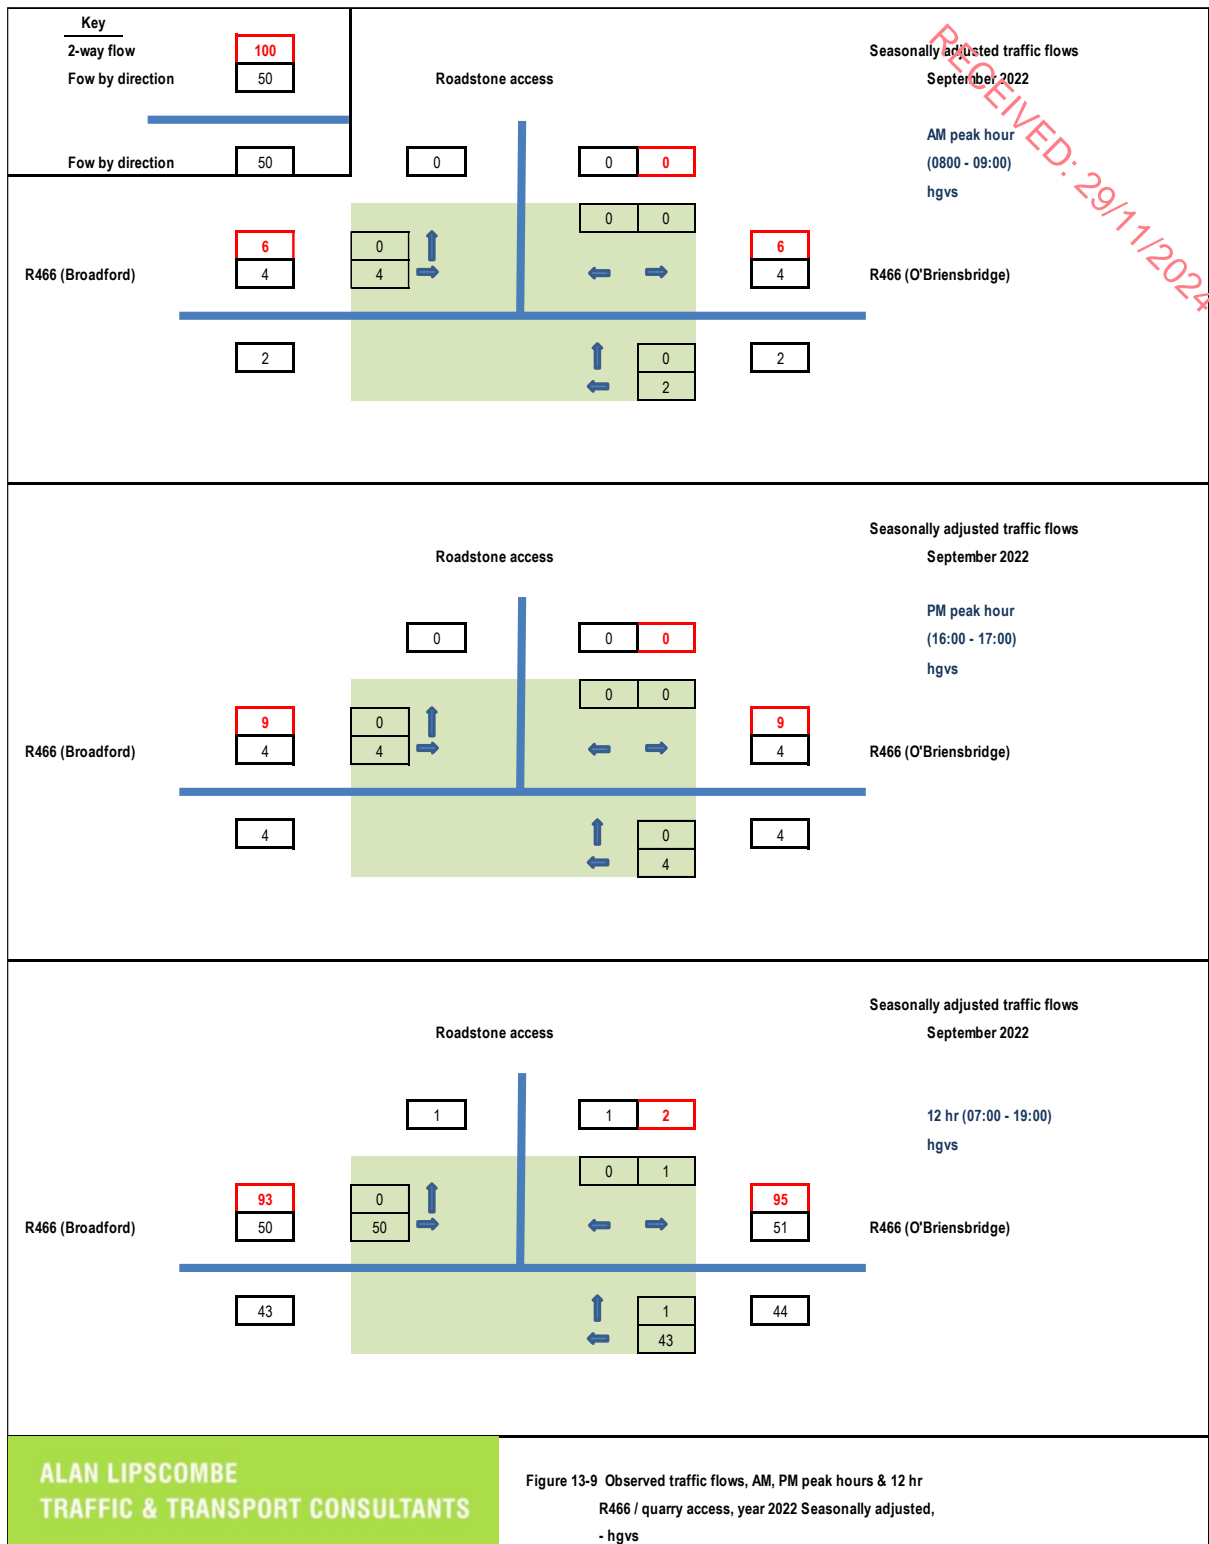 Key
2-way flow 100
Fow by direction 50
Fow by direction 50
Roadstone access
Seasonally adjusted traffic flows
September 2022
AM peak hour
(0800 - 09:00)
hgvs
RECEIVED: 29/11/2024
0 0 0
0 0
6 0 6
R466 (Broadford) 4 4 4 R466 (O'Briensbridge)
2 0 2
2
Seasonally adjusted traffic flows
Roadstone access September 2022
PM peak hour
0 0 0 (16:00 - 17:00)
hgvs
0 0
9 0 9
R466 (Broadford) 4 4 4 R466 (O'Briensbridge)
4 0 4
4
Seasonally adjusted traffic flows
Roadstone access September 2022
1 1 2 12 hr (07:00 - 19:00)
hgvs
0 1
93 0 95
R466 (Broadford) 50 50 51 R466 (O'Briensbridge)
43 1 44
43
ALAN LIPSCOMBE
TRAFFIC & TRANSPORT CONSULTANTS
Figure 13-9 Observed traffic flows, AM, PM peak hours & 12 hr
R466 / quarry access, year 2022 Seasonally adjusted,
- hgvs